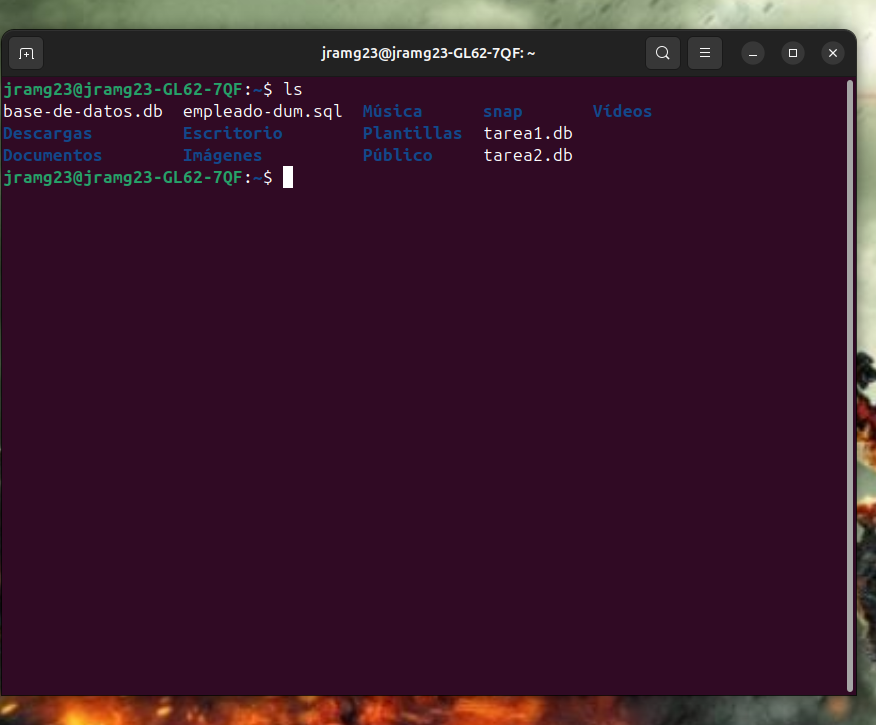 jramg23@jramg23-GL62-7QF: ~
jramg23@jramg23-GL62-7QF:~$ ls
base-de-datos.db  empleado-dum.sql  Música      snap       Vídeos
Descargas         Escritorio        Plantillas  tarea1.db
Documentos        Imágenes          Público     tarea2.db
jramg23@jramg23-GL62-7QF:~$